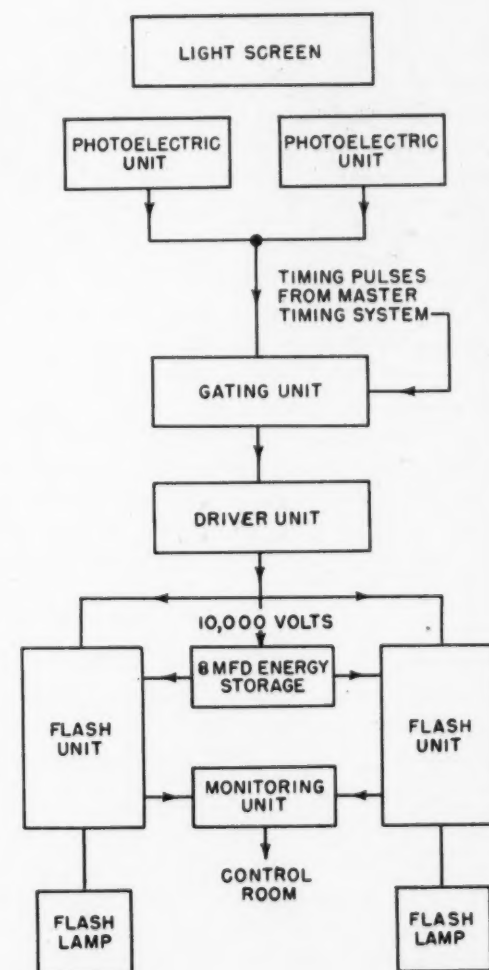 LIGHT SCREEN
PHOTOELECTRIC
UNIT
PHOTOELECTRIC
UNIT
TIMING PULSES
FROM MASTER
TIMING SYSTEM
GATING UNIT
DRIVER UNIT
10,000 VOLTS
8 MFD ENERGY
STORAGE
FLASH
UNIT
FLASH
UNIT
MONITORING
UNIT
CONTROL
ROOM
FLASH
LAMP
FLASH
LAMP